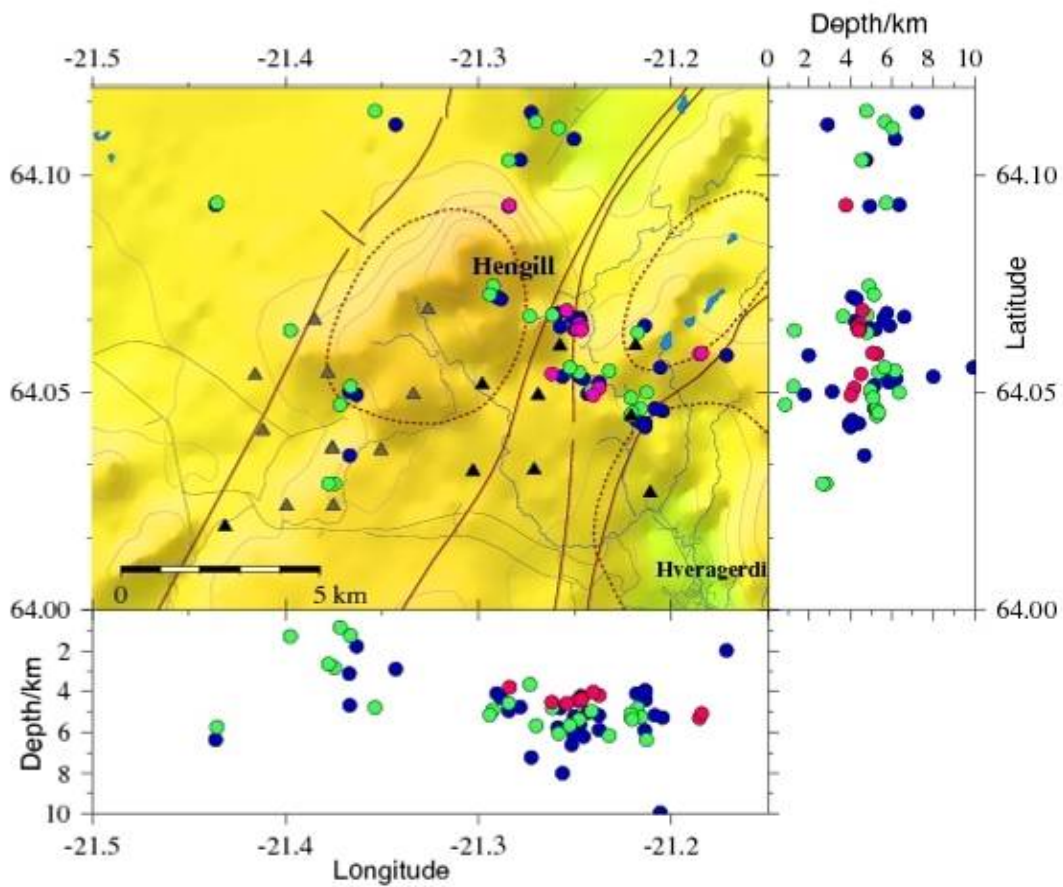 Depth/km
-21.5 -21.4 -21.3 -21.2 0 2 4 6 8 10
64.10 64.10
Hengill
Latitude
64.05 64.05
Hveragerdi
0 5 km
64.00 64.00
2
4
Depth/km
6
8
10
-21.5 -21.4 -21.3 -21.2
Longitude